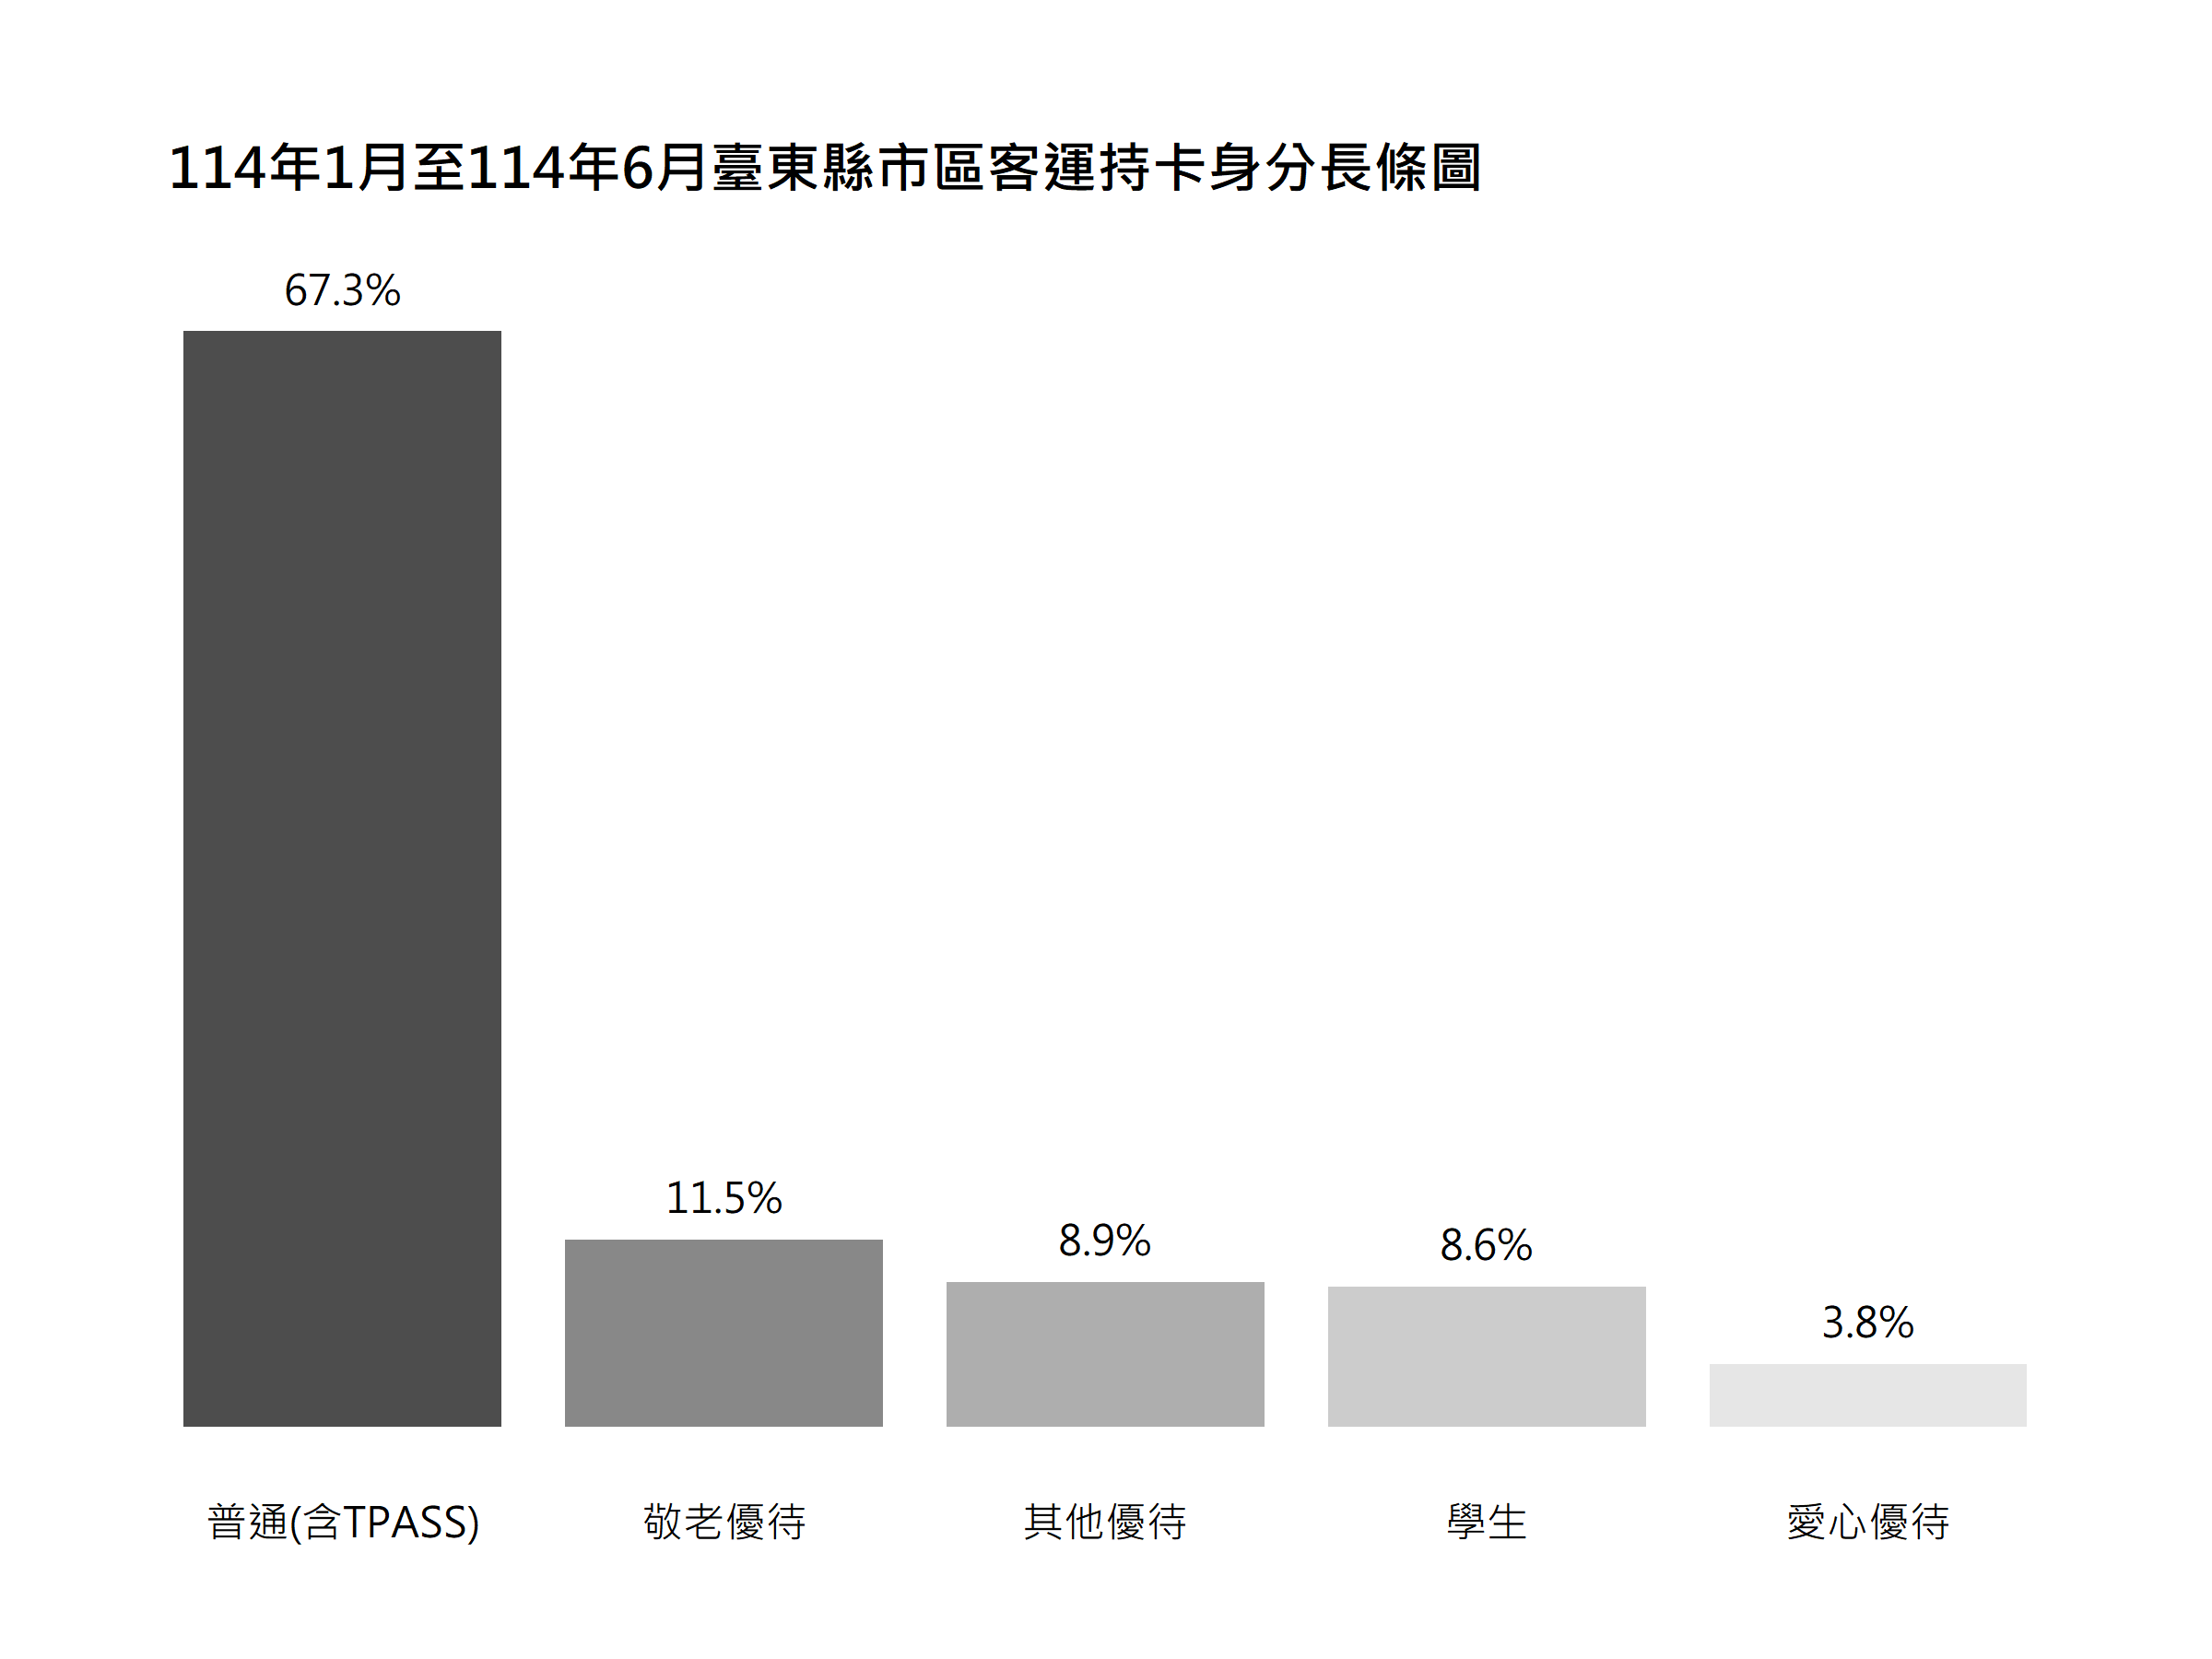 114年1月至114年6月臺東縣市區客運持卡身分長條圖
67.3%
11.5%
8.9%
8.6%
3.8%
普通(含TPASS)
敬老優待
其他優待
學生
愛心優待